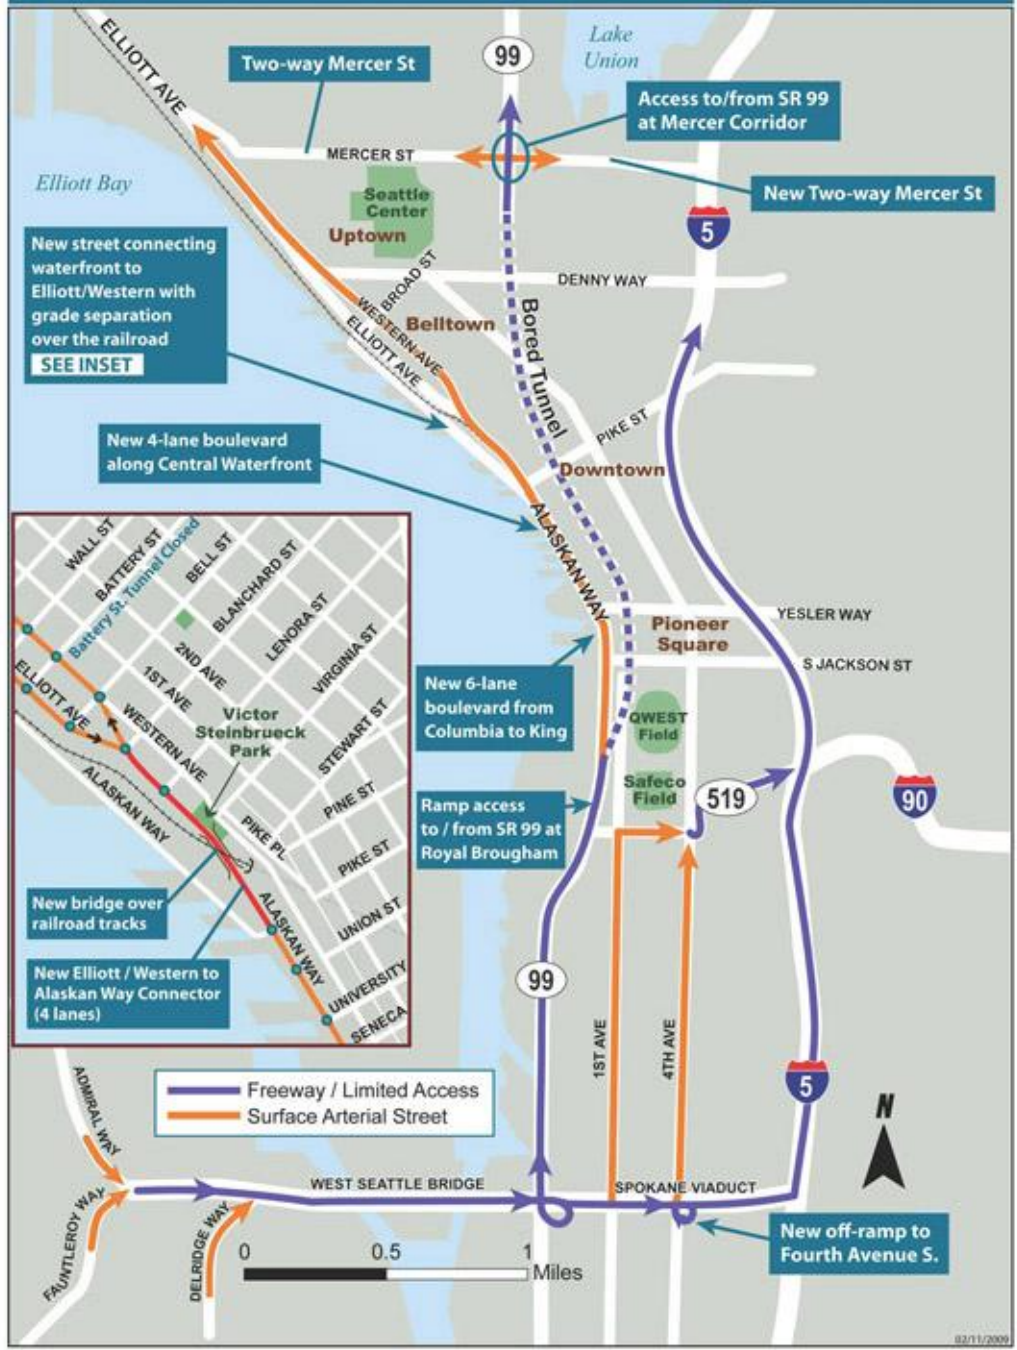 99
Lake
Union
ELLIOTT AVE
Two-way Mercer St
Access to/from SR 99
at Mercer Corridor
MERCER ST
Elliott Bay
Seattle
Center
Uptown
New Two-way Mercer St
5
New street connecting
waterfront to
Elliott/Western with
grade separation
over the railroad
SEE INSET
BROAD ST
DENNY WAY
WESTERN AVE
ELLIOTT AVE
Belltown
Bored Tunnel
PIKE ST
New 4-lane boulevard
along Central Waterfront
Downtown
ALASKAN WAY
YESLER WAY
Pioneer
Square
S JACKSON ST
New 6-lane
boulevard from
Columbia to King
QWEST
Field
Safeco
Field
519
90
Ramp access
to / from SR 99 at
Royal Brougham
WALL ST
BATTERY ST
Battery St. Tunnel Closed
BELL ST
BLANCHARD ST
LENORA ST
VIRGINIA ST
2ND AVE
1ST AVE
ELLIOTT AVE
WESTERN AVE
Victor
Steinbrueck
Park
STEWART ST
ALASKAN WAY
PINE ST
PIKE PL
PIKE ST
New bridge over
railroad tracks
ALASKAN WAY
UNION ST
New Elliott / Western to
Alaskan Way Connector
(4 lanes)
UNIVERSITY
SENECA
99
1ST AVE
4TH AVE
5
N
Freeway / Limited Access
Surface Arterial Street
ADMIRAL WAY
WEST SEATTLE BRIDGE
SPOKANE VIADUCT
FAUNTLEROY WAY
DELRIDGE WAY
New off-ramp to
Fourth Avenue S.
0 0.5 1
Miles
02/11/2009